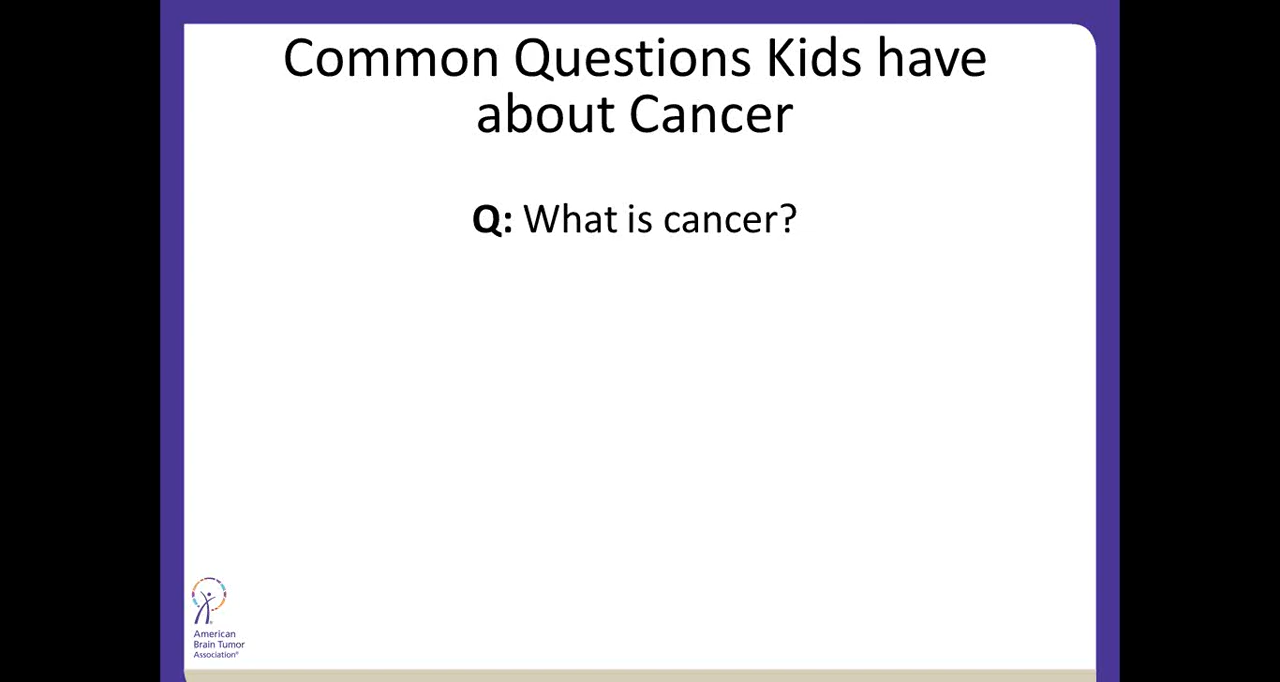 Common Questions Kids have
about Cancer
Q: What is cancer?
American
Brain Tumor
Association®